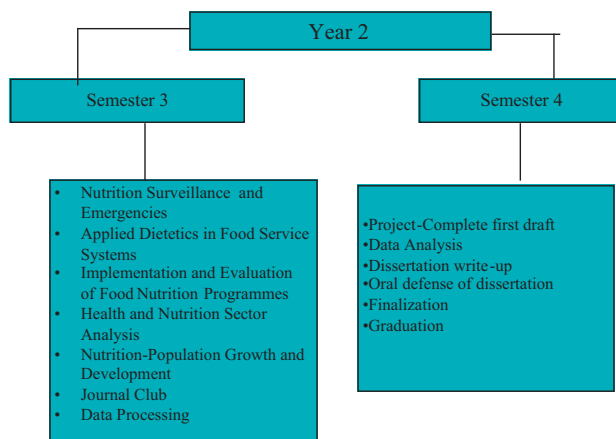 Year 2
Semester 3
Semester 4
• Nutrition Surveillance and
Emergencies
• Applied Dietetics in Food Service
Systems
• Implementation and Evaluation
of Food Nutrition Programmes
• Health and Nutrition Sector
Analysis
• Nutrition-Population Growth and
Development
• Journal Club
• Data Processing
•Project-Complete first draft
•Data Analysis
•Dissertation write-up
•Oral defense of dissertation
•Finalization
•Graduation